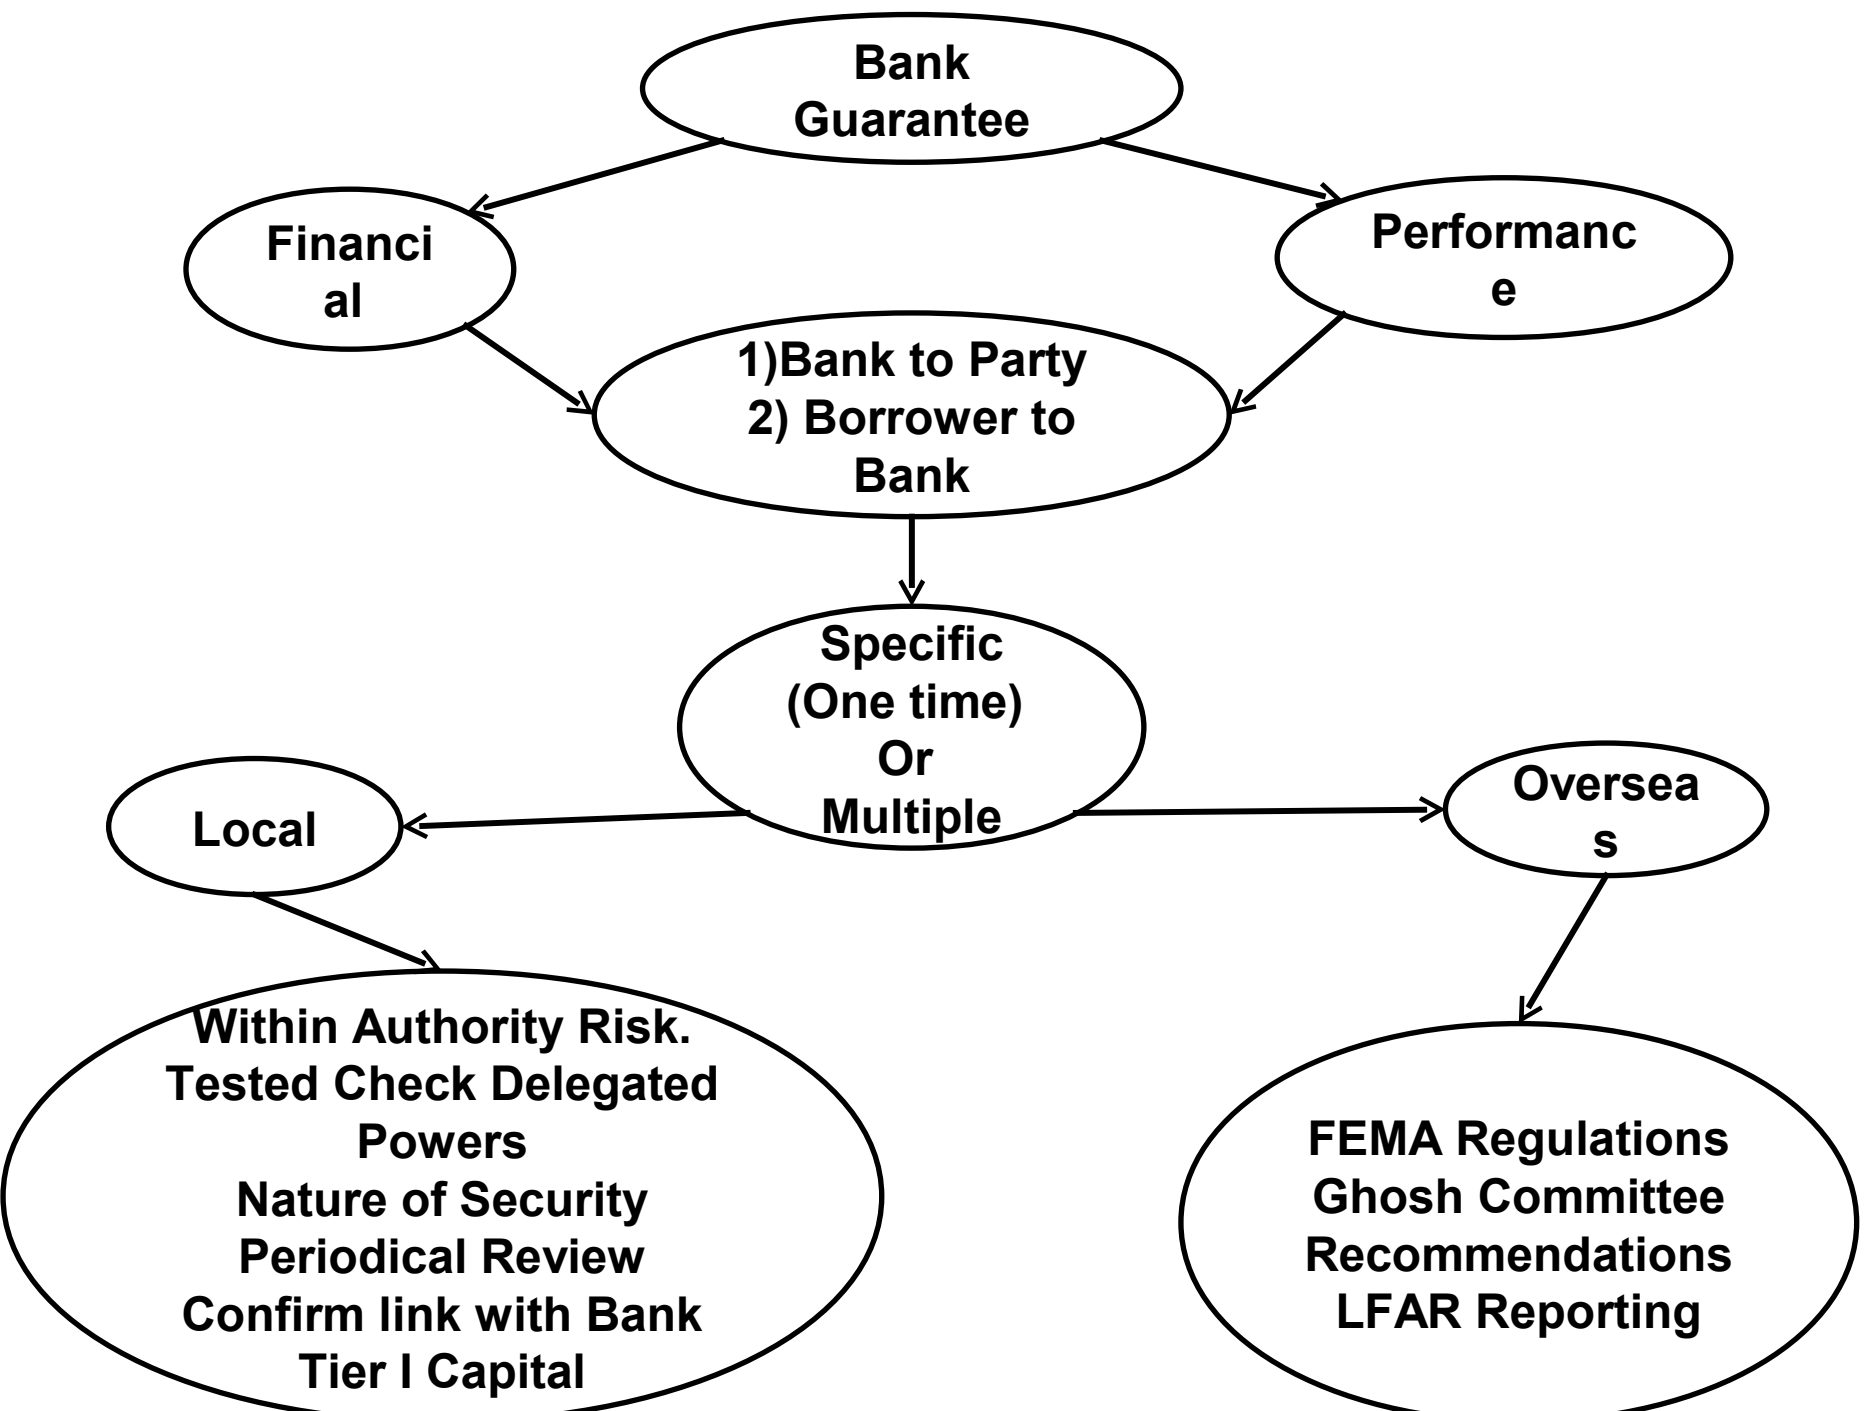 Bank
Guarantee
Financi
al
Performanc
e
1)Bank to Party
2) Borrower to
Bank
Specific
(One time)
Or
Multiple
Local
Oversea
s
Within Authority Risk.
Tested Check Delegated
Powers
Nature of Security
Periodical Review
Confirm link with Bank
Tier I Capital
FEMA Regulations
Ghosh Committee
Recommendations
LFAR Reporting